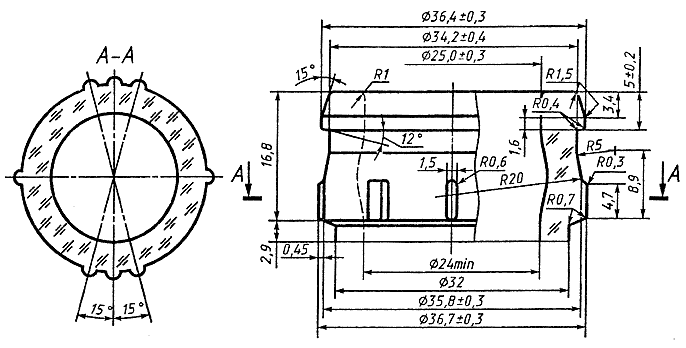 A-A
15°
15°
Ø36,4±0,3
Ø34,2±0,4
Ø25,0±0,3
15°
R1
R1,5
5±0,2
3,4
R0,4
1,6
12°
16,8
1,5
R0,6
R20
R5
R0,3
8,9
A
A
4,7
R0,7
2,9
0,45
Ø24min
Ø32
Ø35,8±0,3
Ø36,7±0,3